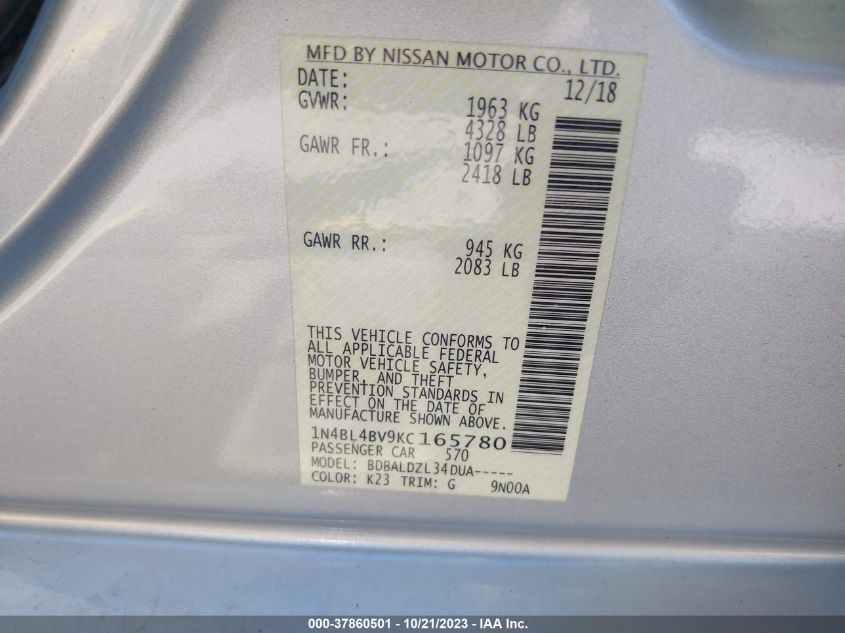 MFD BY NISSAN MOTOR CO., LTD.
DATE: 12/18
GVWR: 1963 KG
4328 LB
GAWR FR.: 1097 KG
2418 LB
GAWR RR.: 945 KG
2083 LB
THIS VEHICLE CONFORMS TO
ALL APPLICABLE FEDERAL
MOTOR VEHICLE SAFETY,
BUMPER, AND THEFT
PREVENTION STANDARDS IN
EFFECT ON THE DATE OF
MANUFACTURE SHOWN ABOVE.
1N4BL4BV9KC165780
PASSENGER CAR 570
MODEL: BDBALDZL34DUA-----
COLOR: K23 TRIM: G 9N00A
000-37860501 - 10/21/2023 - IAA Inc.